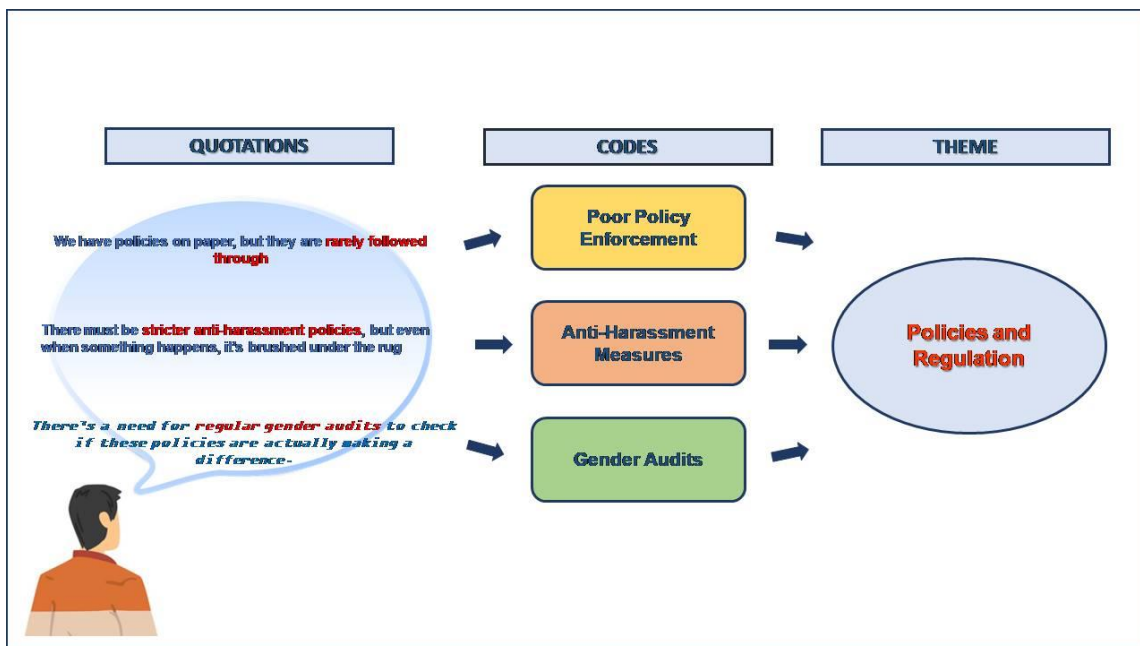 QUOTATIONS
CODES
THEME
We have policies on paper, but they are rarely followed
through
Poor Policy
Enforcement
There must be stricter anti-harassment policies, but even
when something happens, it's brushed under the rug
Anti-Harassment
Measures
Policies and
Regulation
There's a need for regular gender audits to check
if these policies are actually making a
difference-
Gender Audits